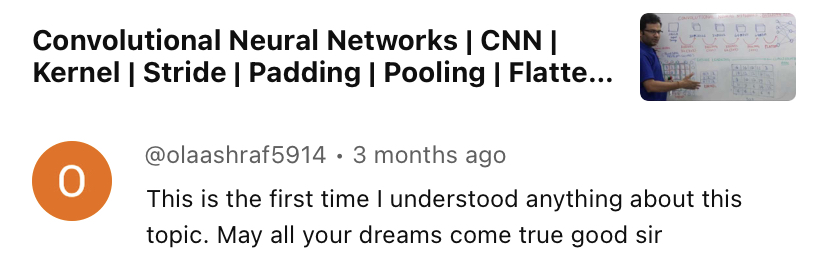 Convolutional Neural Networks | CNN |
Kernel | Stride | Padding | Pooling | Flatte...
O
@olaashraf5914 • 3 months ago
This is the first time I understood anything about this
topic. May all your dreams come true good sir